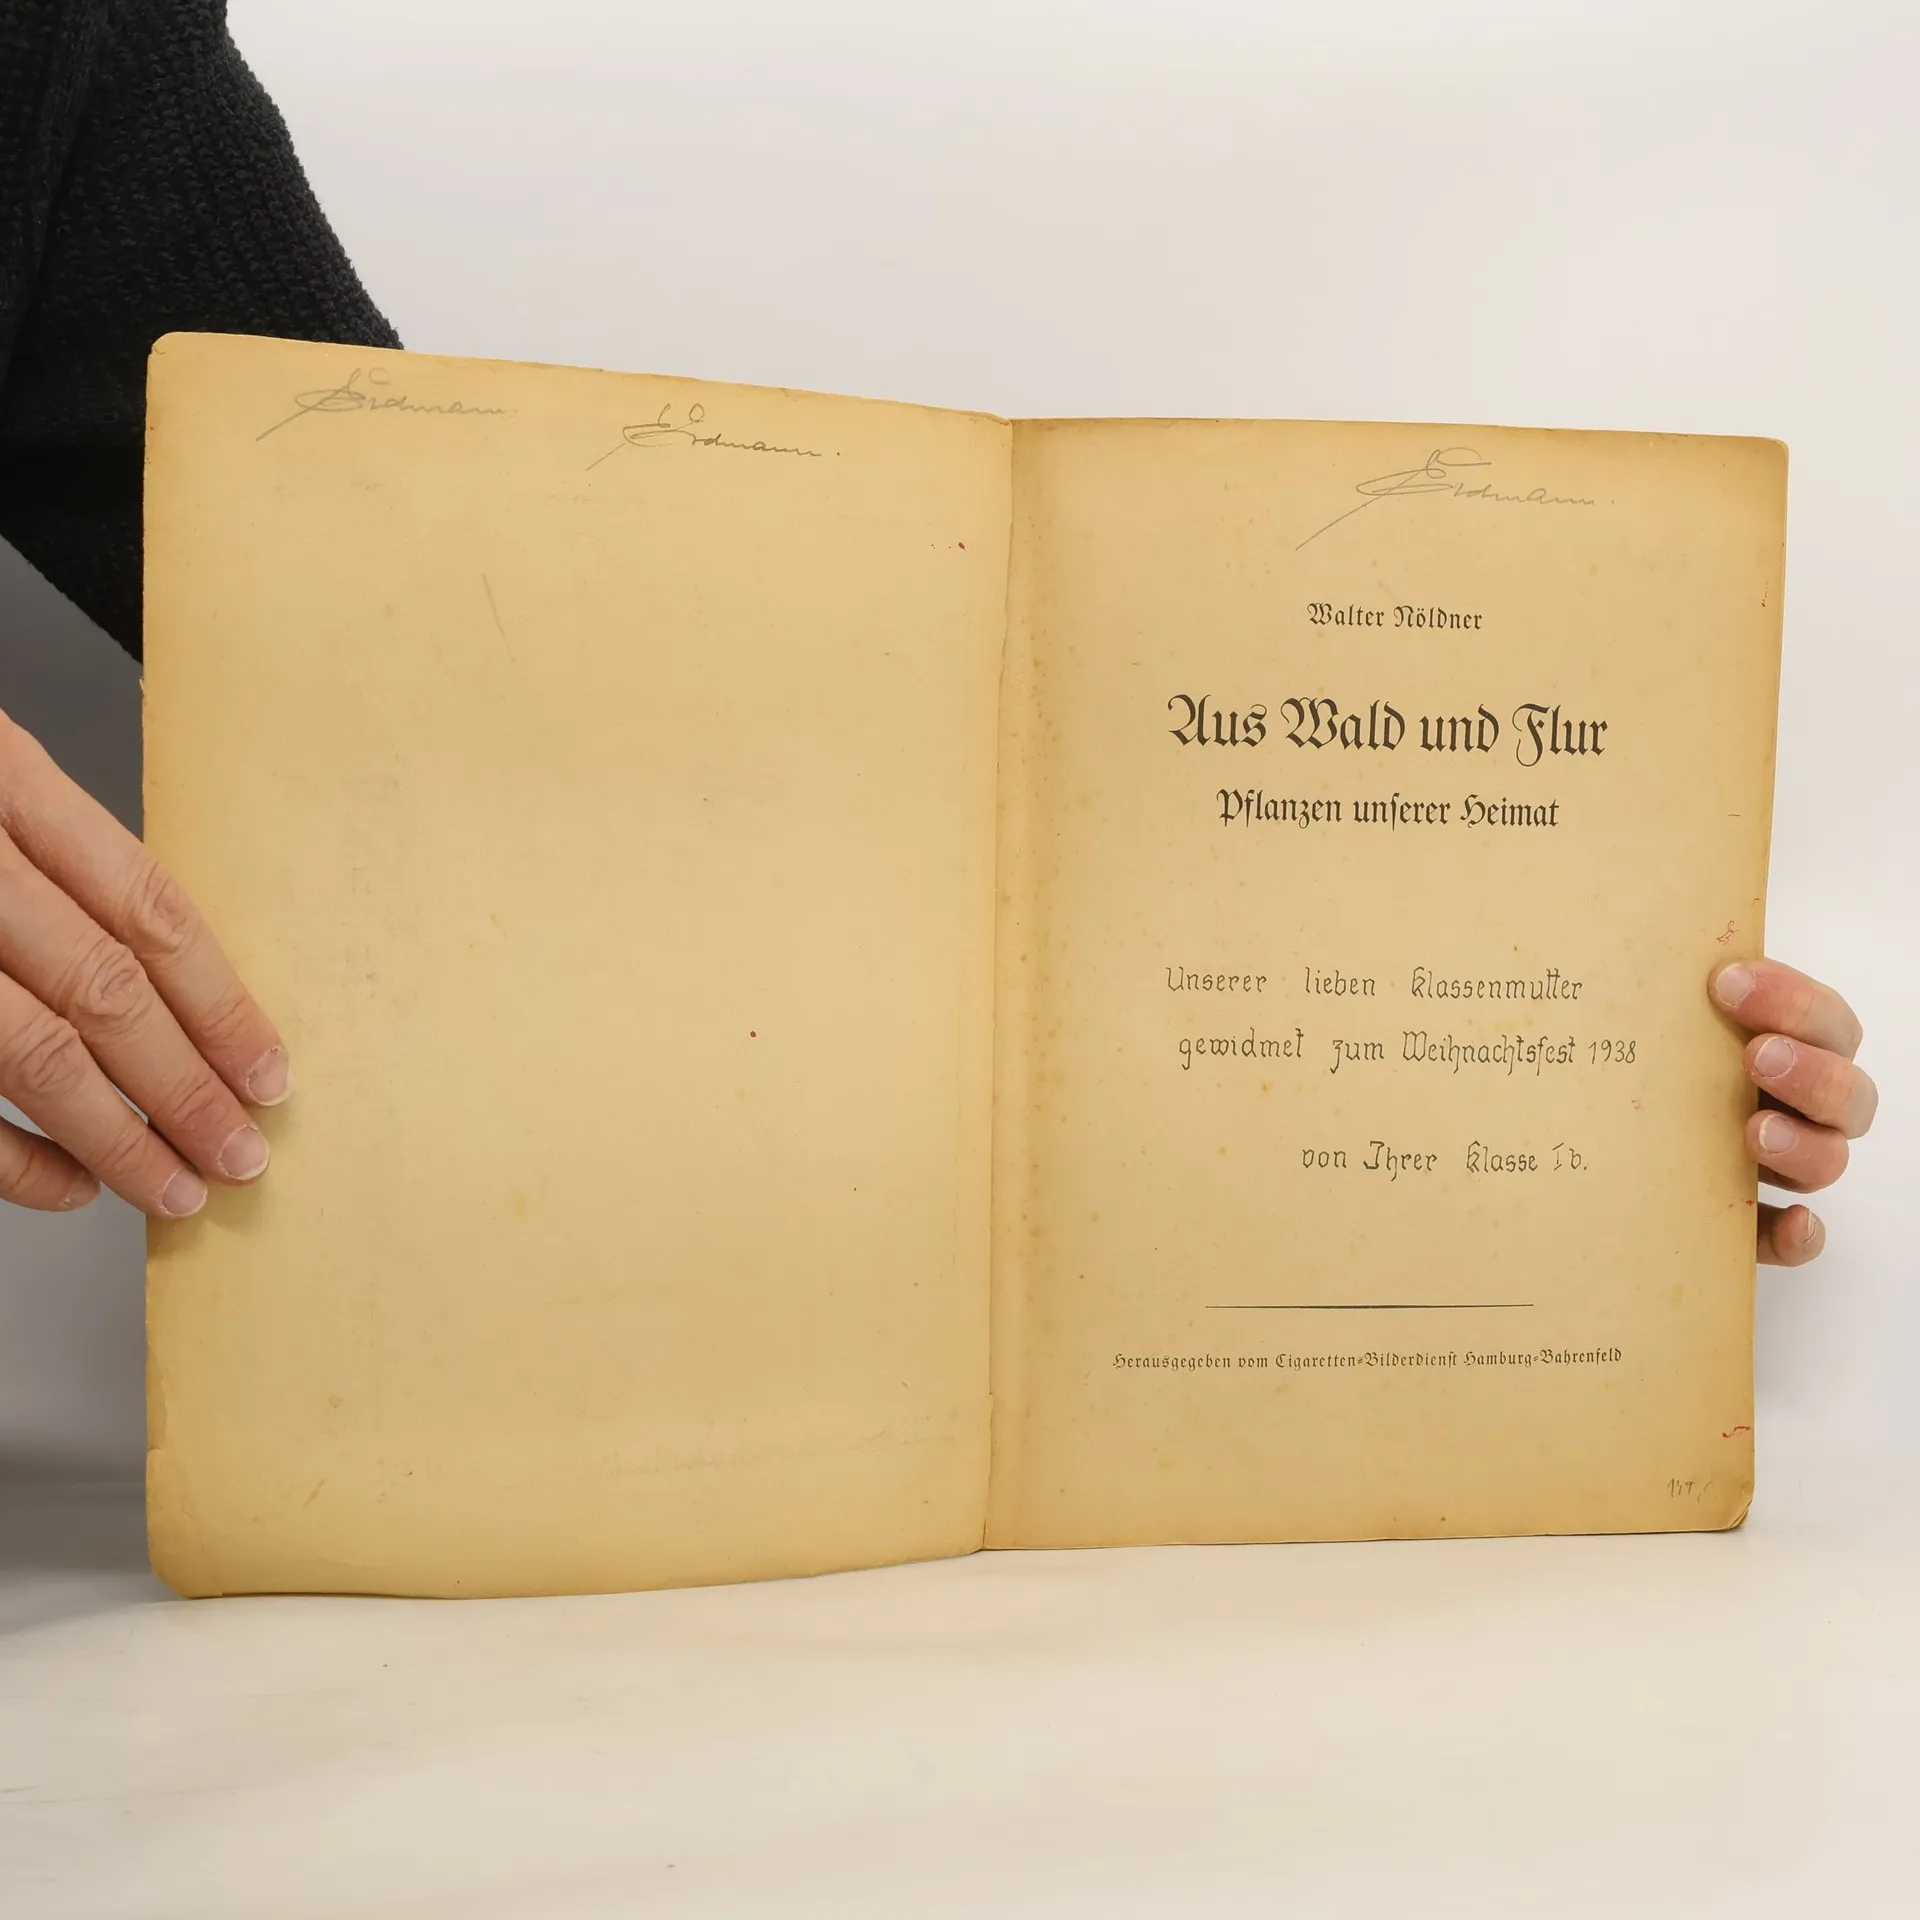 Erdmann.
Erdmann.
Erdmann.
Walter Nöldner
Aus Wald und Flur
Pflanzen unserer Heimat
Unserer lieben Klassenmutter
gewidmet zum Weihnachtsfest 1938
von Ihrer Klasse Ib.
Herausgegeben vom Cigaretten-Bilderdienst Hamburg-Bahrenfeld